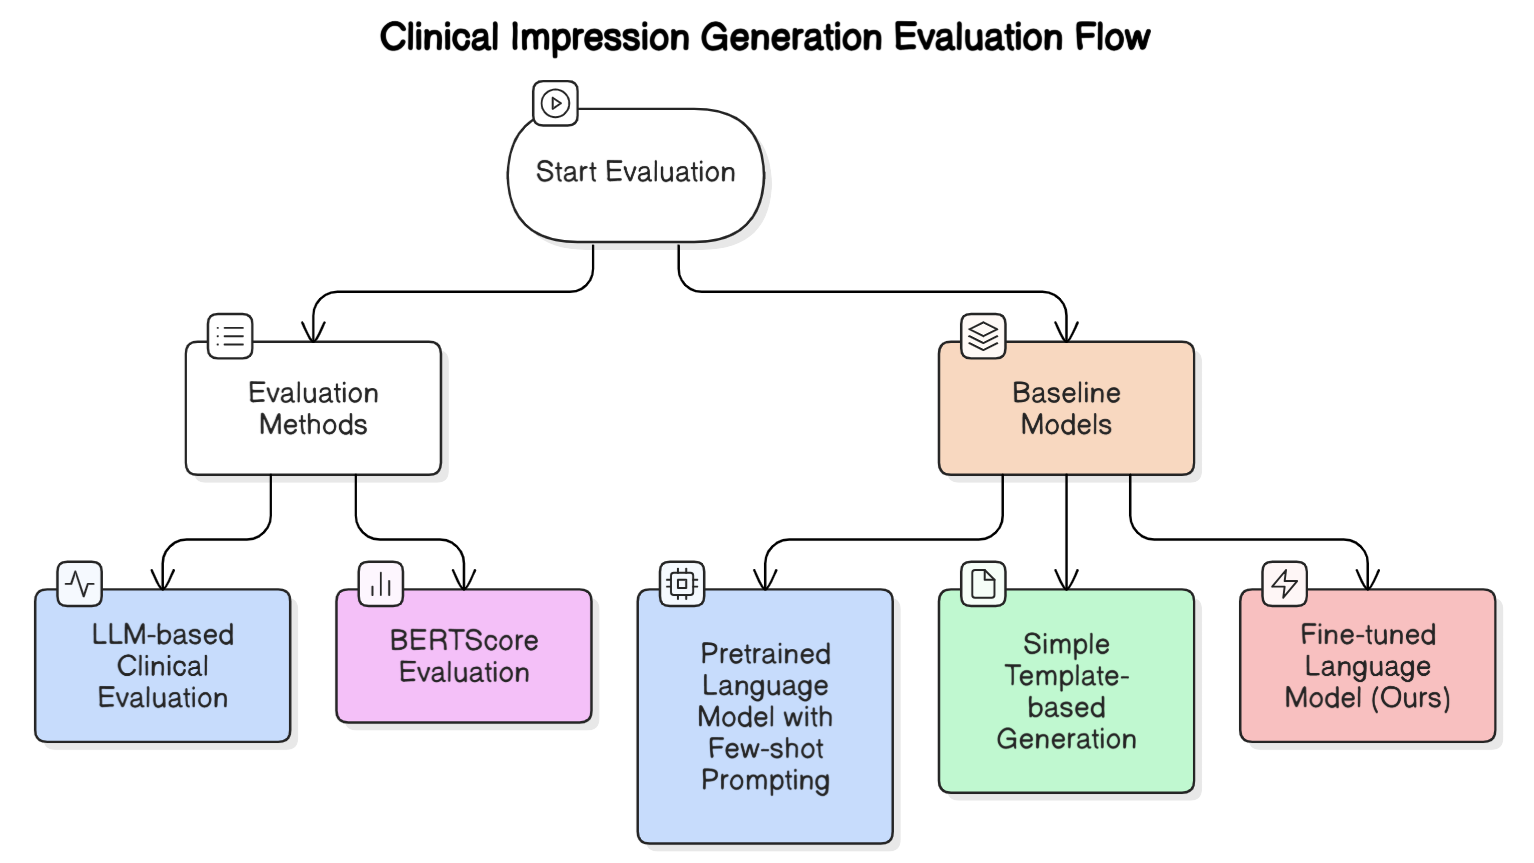 Clinical Impression Generation Evaluation Flow
Start Evaluation
Evaluation
Methods
Baseline
Models
LLM-based
Clinical
Evaluation
BERTScore
Evaluation
Pretrained
Language
Model with
Few-shot
Prompting
Simple
Template-
based
Generation
Fine-tuned
Language
Model (Ours)